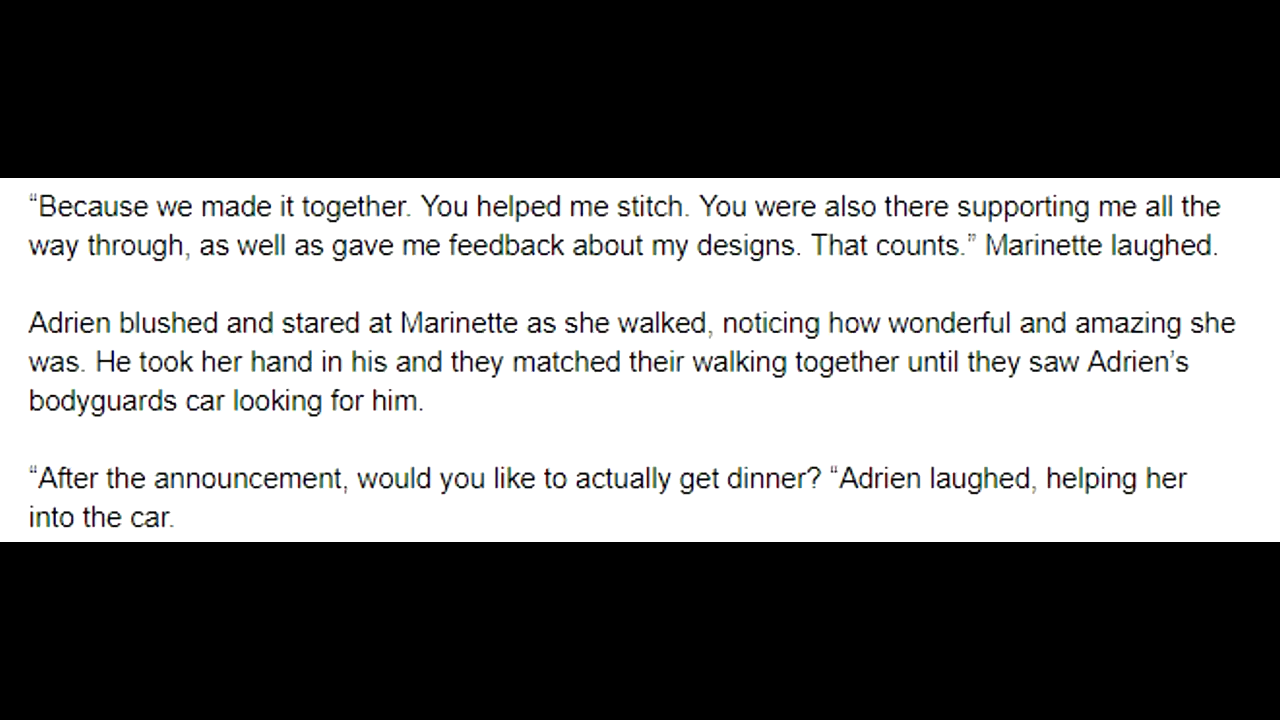 “Because we made it together. You helped me stitch. You were also there supporting me all the
way through, as well as gave me feedback about my designs. That counts.” Marinette laughed.
Adrien blushed and stared at Marinette as she walked, noticing how wonderful and amazing she
was. He took her hand in his and they matched their walking together until they saw Adrien’s
bodyguards car looking for him.
“After the announcement, would you like to actually get dinner? “Adrien laughed, helping her
into the car.